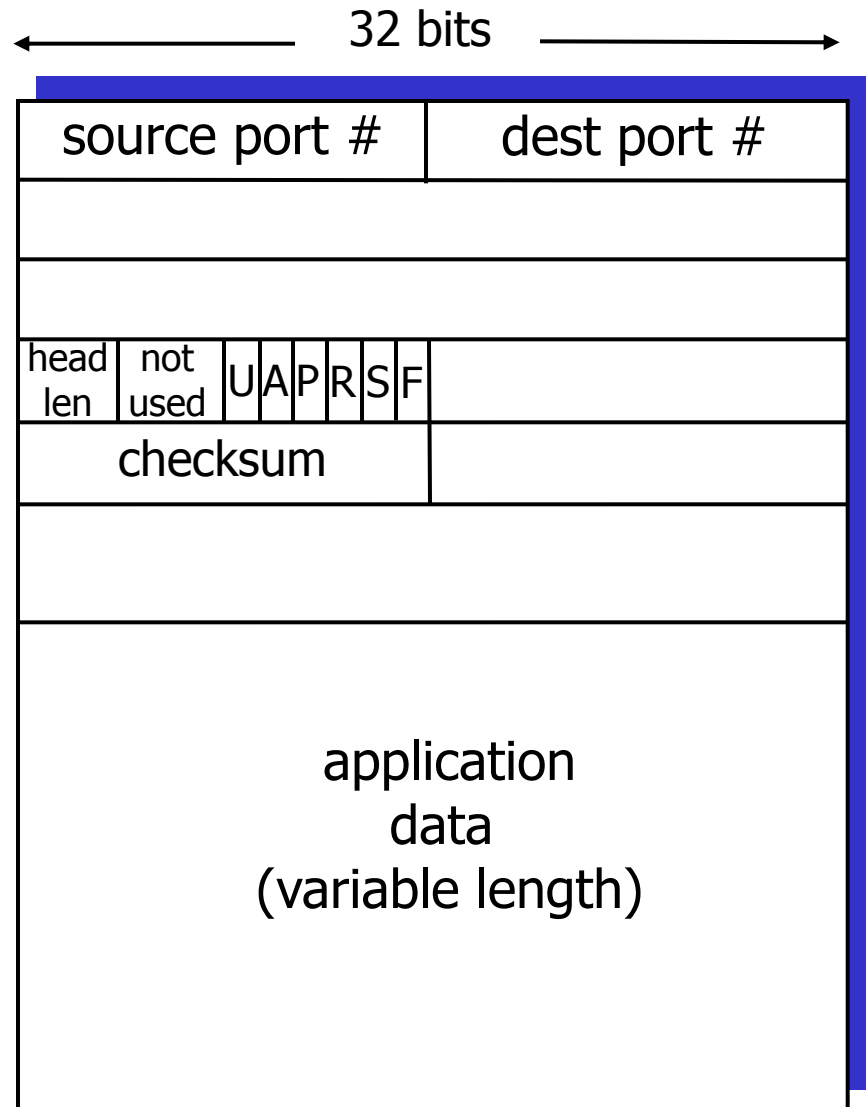 32 bits
source port # dest port #
head not
len used U A P R S F
checksum
application
data
(variable length)